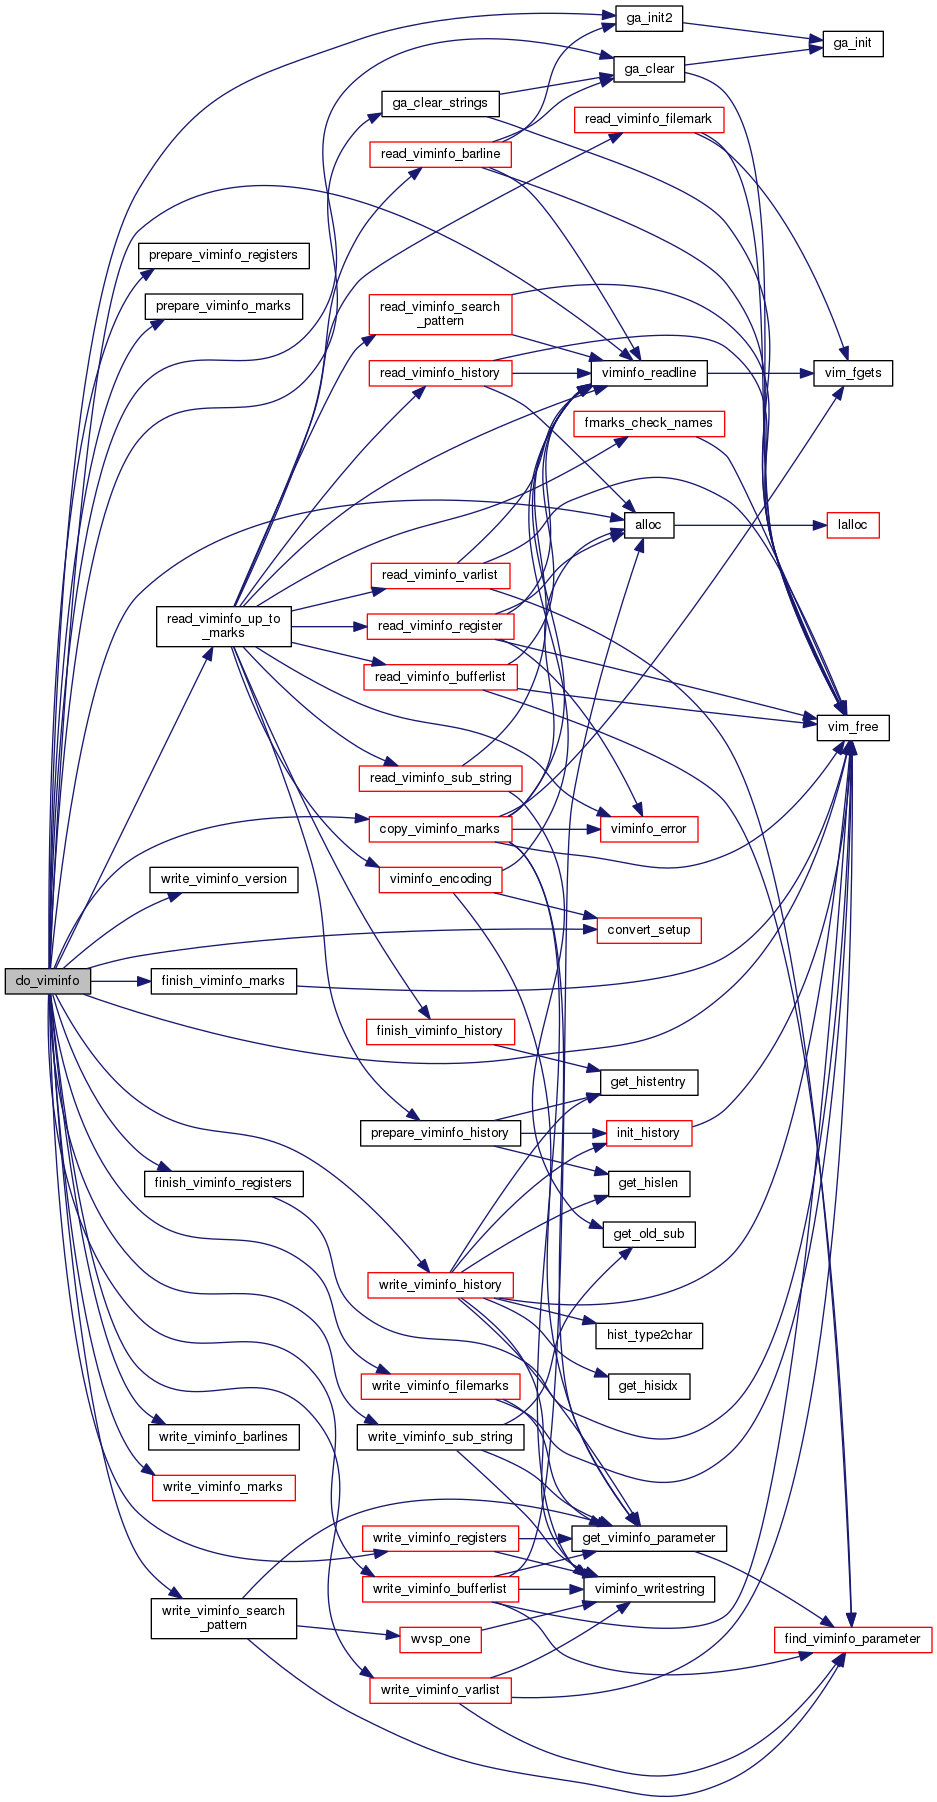 ga_init2
ga_init
ga_clear
ga_clear_strings
read_viminfo_filemark
read_viminfo_barline
prepare_viminfo_registers
prepare_viminfo_marks
read_viminfo_search
_pattern
read_viminfo_history
viminfo_readline
vim_fgets
fmarks_check_names
alloc
lalloc
read_viminfo_varlist
read_viminfo_up_to
_marks
read_viminfo_register
read_viminfo_bufferlist
vim_free
read_viminfo_sub_string
copy_viminfo_marks
viminfo_error
write_viminfo_version
viminfo_encoding
convert_setup
do_viminfo
finish_viminfo_marks
finish_viminfo_history
get_histentry
prepare_viminfo_history
init_history
finish_viminfo_registers
get_hislen
get_old_sub
write_viminfo_history
hist_type2char
write_viminfo_filemarks
get_hisidx
write_viminfo_barlines
write_viminfo_sub_string
write_viminfo_marks
write_viminfo_registers
get_viminfo_parameter
write_viminfo_bufferlist
viminfo_writestring
write_viminfo_search
_pattern
wvsp_one
find_viminfo_parameter
write_viminfo_varlist